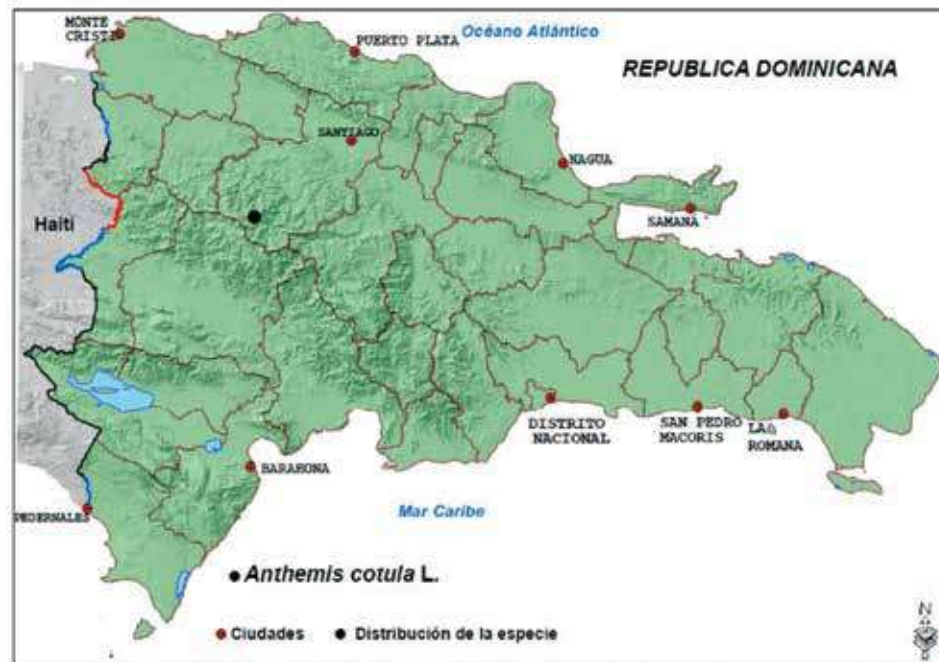 MONTE
CRISTI
PUERTO PLATA
Océano Atlántico
REPUBLICA DOMINICANA
SANTIAGO
NAGUA
Haiti
SAMANA
DISTRITO
NACIONAL
SAN PEDRO
MACORIS
LA
ROMANA
BARAHONA
PEDERNALES
Mar Caribe
Anthemis cotula L.
Ciudades
Distribución de la especie
N